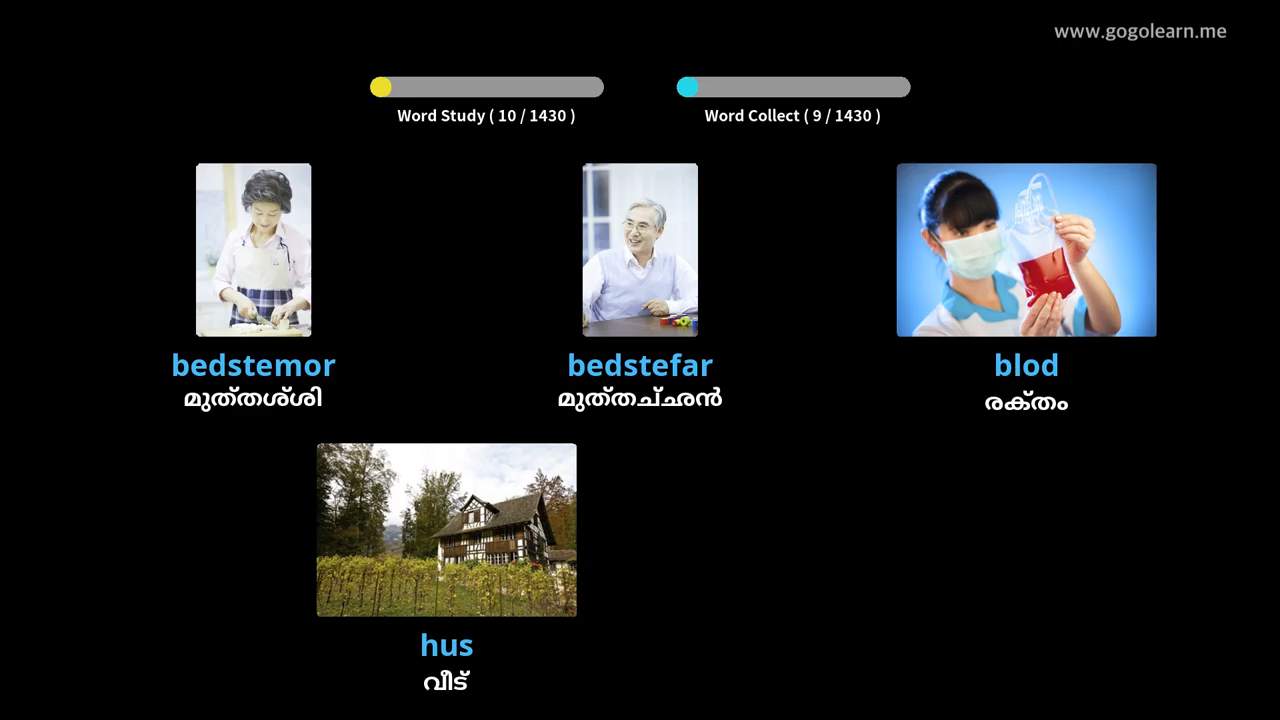 www.gogolearn.me
Word Study ( 10 / 1430 )
Word Collect ( 9 / 1430 )
bedstemor
bedstefar
blod
മുത്തശ്ശി
മുത്തച്ഛൻ
രക്തം
hus
വീട്